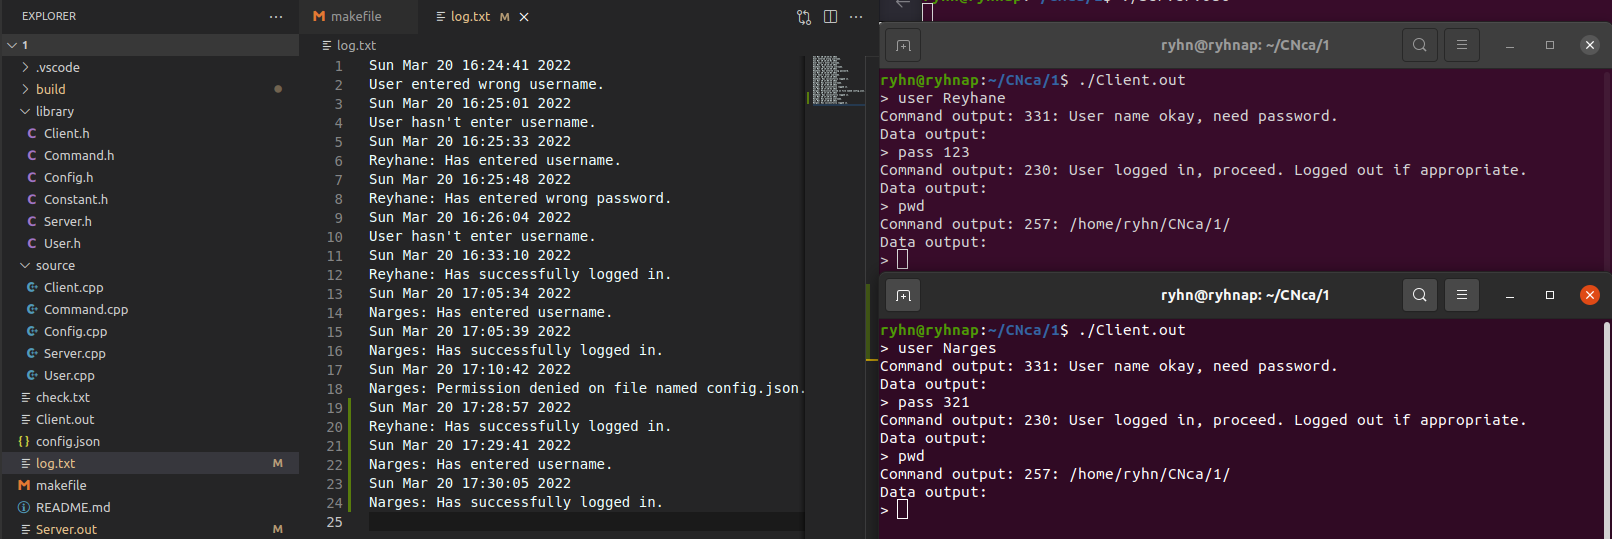 EXPLORER
1
.vscode
build
library
Client.h
Command.h
Config.h
Constant.h
Server.h
User.h
source
Client.cpp
Command.cpp
Config.cpp
Server.cpp
User.cpp
check.txt
Client.out
config.json
log.txt M
makefile
README.md
Server.out M
makefile
log.txt M
log.txt
1 Sun Mar 20 16:24:41 2022
2 User entered wrong username.
3 Sun Mar 20 16:25:01 2022
4 User hasn't enter username.
5 Sun Mar 20 16:25:33 2022
6 Reyhane: Has entered username.
7 Sun Mar 20 16:25:48 2022
8 Reyhane: Has entered wrong password.
9 Sun Mar 20 16:26:04 2022
10 User hasn't enter username.
11 Sun Mar 20 16:33:10 2022
12 Reyhane: Has successfully logged in.
13 Sun Mar 20 17:05:34 2022
14 Narges: Has entered username.
15 Sun Mar 20 17:05:39 2022
16 Narges: Has successfully logged in.
17 Sun Mar 20 17:10:42 2022
18 Narges: Permission denied on file named config.json.
19 Sun Mar 20 17:28:57 2022
20 Reyhane: Has successfully logged in.
21 Sun Mar 20 17:29:41 2022
22 Narges: Has entered username.
23 Sun Mar 20 17:30:05 2022
24 Narges: Has successfully logged in.
25
ryhn@ryhnap: ~/CNca/1
ryhn@ryhnap:~/CNca/1$ ./Client.out
> user Reyhane
Command output: 331: User name okay, need password.
Data output:
> pass 123
Command output: 230: User logged in, proceed. Logged out if appropriate.
Data output:
> pwd
Command output: 257: /home/ryhn/CNca/1/
Data output:
>
ryhn@ryhnap: ~/CNca/1
ryhn@ryhnap:~/CNca/1$ ./Client.out
> user Narges
Command output: 331: User name okay, need password.
Data output:
> pass 321
Command output: 230: User logged in, proceed. Logged out if appropriate.
Data output:
> pwd
Command output: 257: /home/ryhn/CNca/1/
Data output:
>